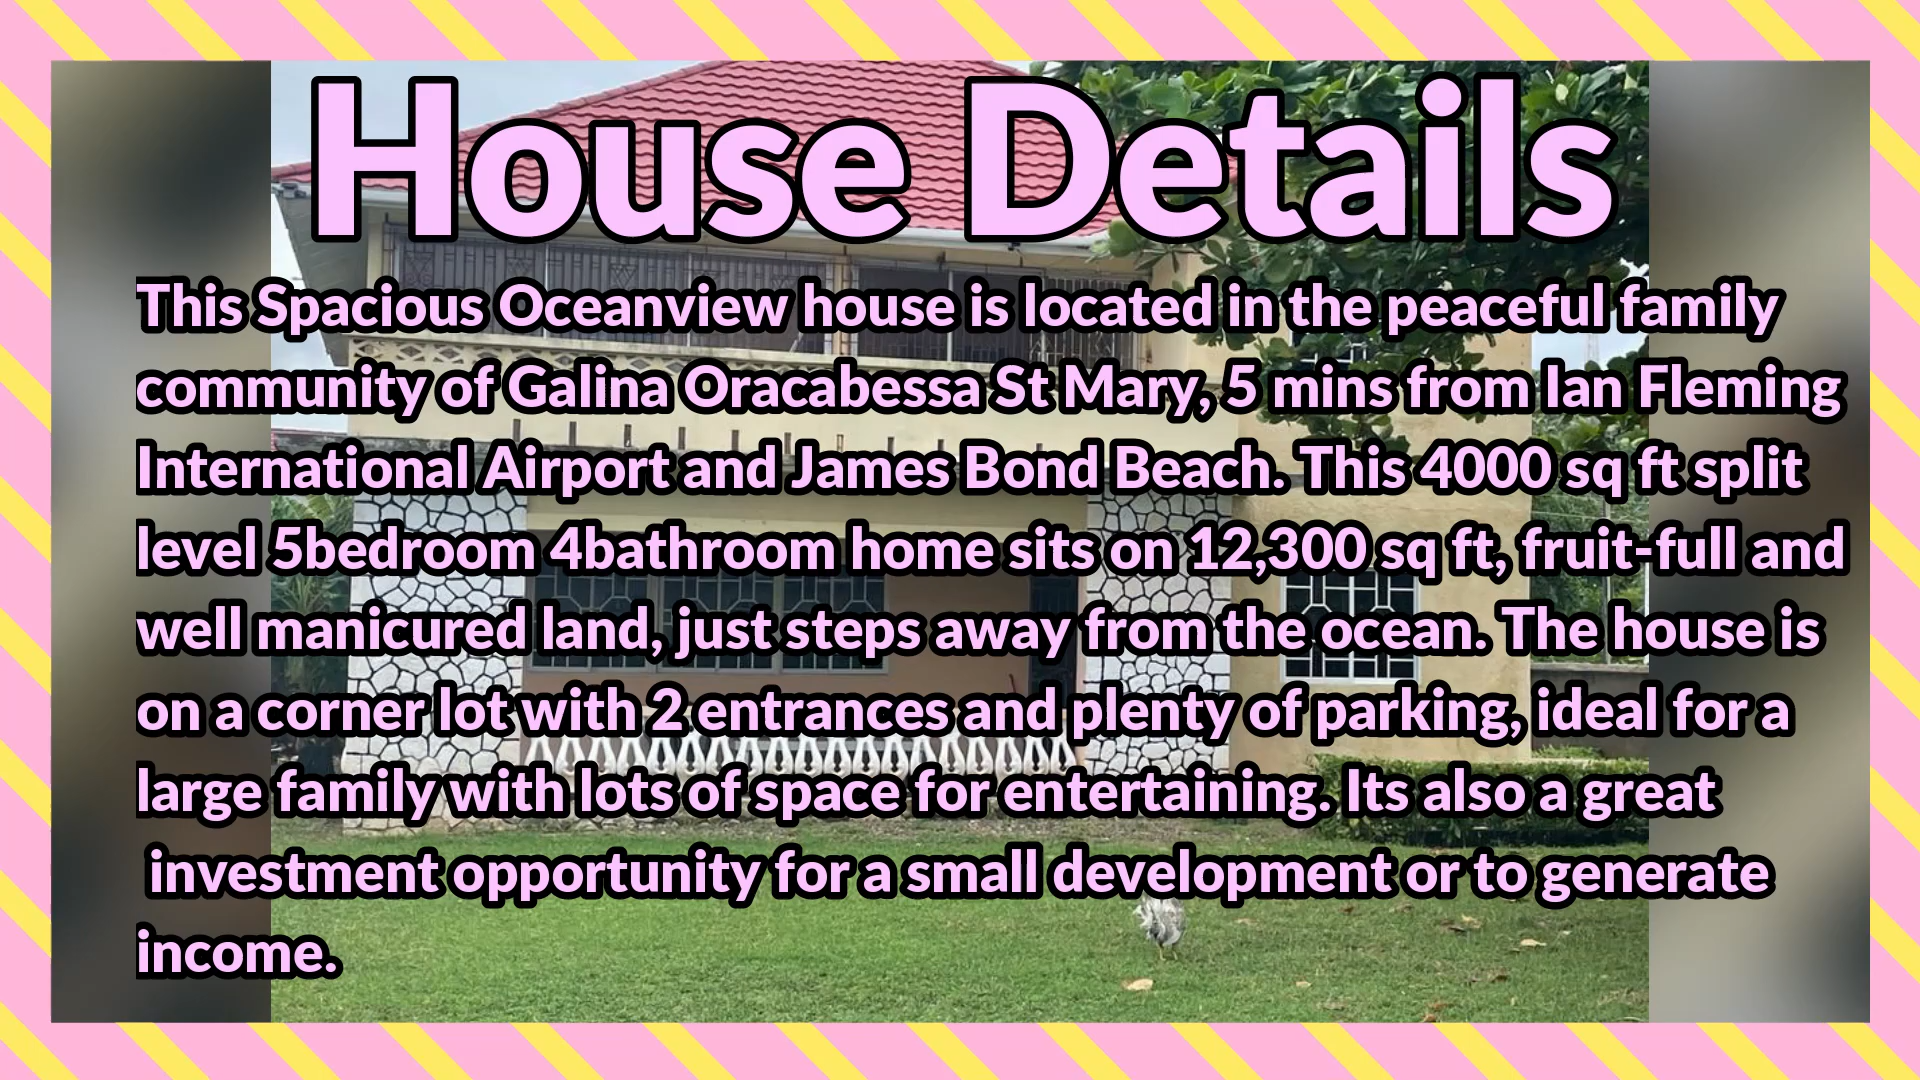 House Details
This Spacious Oceanview house is located in the peaceful family
community of Galina Oracabessa St Mary, 5 mins from Ian Fleming
International Airport and James Bond Beach. This 4000 sq ft split
level 5bedroom 4bathroom home sits on 12,300 sq ft, fruit-full and
well manicured land, just steps away from the ocean. The house is
on a corner lot with 2 entrances and plenty of parking, ideal for a
large family with lots of space for entertaining. Its also a great
investment opportunity for a small development or to generate
income.